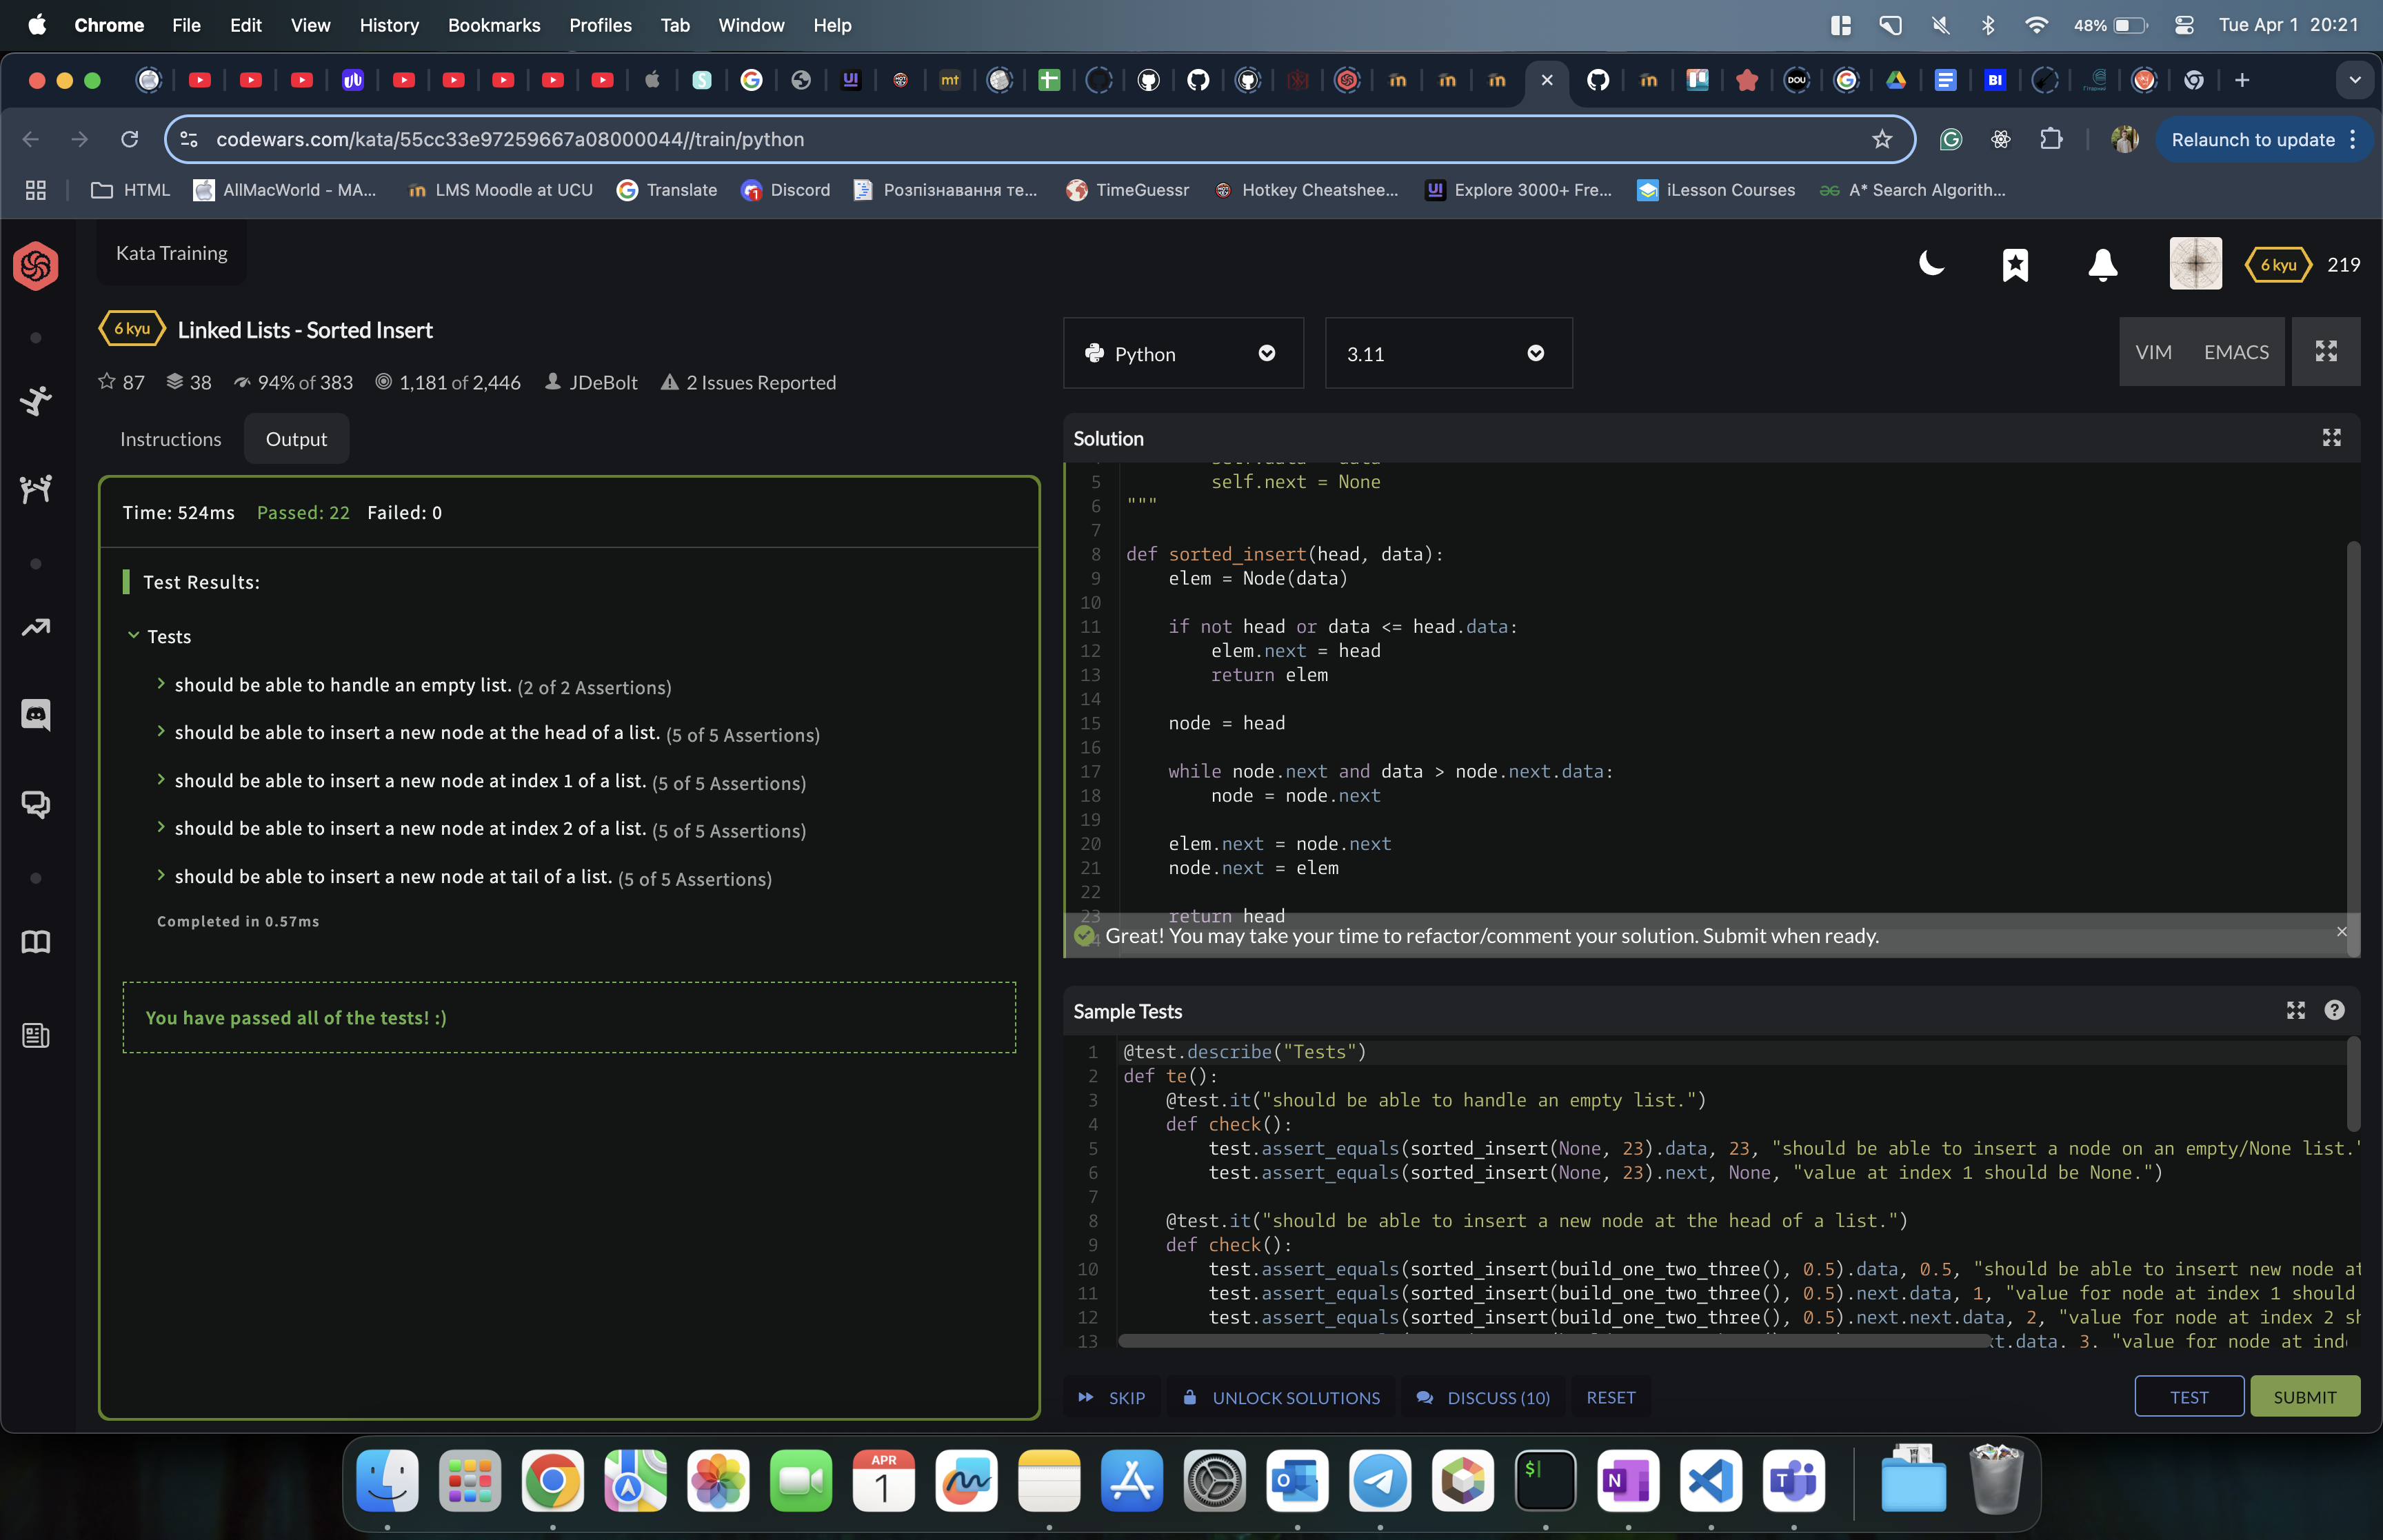 Chrome File Edit View History Bookmarks Profiles Tab Window Help 48% Tue Apr 1 20:21
codewars.com/kata/55cc33e97259667a08000044//train/python Relaunch to update
HTML AllMacWorld - MA... LMS Moodle at UCU Translate Discord Розпізнавання те... TimeGuessr Hotkey Cheatshee... Explore 3000+ Fre... iLesson Courses A* Search Algorith...
Kata Training
6 kyu 219
6 kyu Linked Lists - Sorted Insert
87 38 94% of 383 1,181 of 2,446 JDeBolt 2 Issues Reported
Python 3.11 VIM EMACS
Instructions Output
Time: 524ms Passed: 22 Failed: 0
Test Results:
Tests
should be able to handle an empty list. (2 of 2 Assertions)
should be able to insert a new node at the head of a list. (5 of 5 Assertions)
should be able to insert a new node at index 1 of a list. (5 of 5 Assertions)
should be able to insert a new node at index 2 of a list. (5 of 5 Assertions)
should be able to insert a new node at tail of a list. (5 of 5 Assertions)
Completed in 0.57ms
You have passed all of the tests! :)
Solution
5 self.next = None
6 """
7
8 def sorted_insert(head, data):
9 elem = Node(data)
10
11 if not head or data <= head.data:
12 elem.next = head
13 return elem
14
15 node = head
16
17 while node.next and data > node.next.data:
18 node = node.next
19
20 elem.next = node.next
21 node.next = elem
22
23 return head
Great! You may take your time to refactor/comment your solution. Submit when ready.
Sample Tests
1 @test.describe("Tests")
2 def te():
3 @test.it("should be able to handle an empty list.")
4 def check():
5 test.assert_equals(sorted_insert(None, 23).data, 23, "should be able to insert a node on an empty/None list."
6 test.assert_equals(sorted_insert(None, 23).next, None, "value at index 1 should be None.")
7
8 @test.it("should be able to insert a new node at the head of a list.")
9 def check():
10 test.assert_equals(sorted_insert(build_one_two_three(), 0.5).data, 0.5, "should be able to insert new node at
11 test.assert_equals(sorted_insert(build_one_two_three(), 0.5).next.data, 1, "value for node at index 1 should
12 test.assert_equals(sorted_insert(build_one_two_three(), 0.5).next.next.data, 2, "value for node at index 2 sh
13 xt.data, 3, "value for node at ind
SKIP UNLOCK SOLUTIONS DISCUSS (10) RESET TEST SUBMIT
APR
1